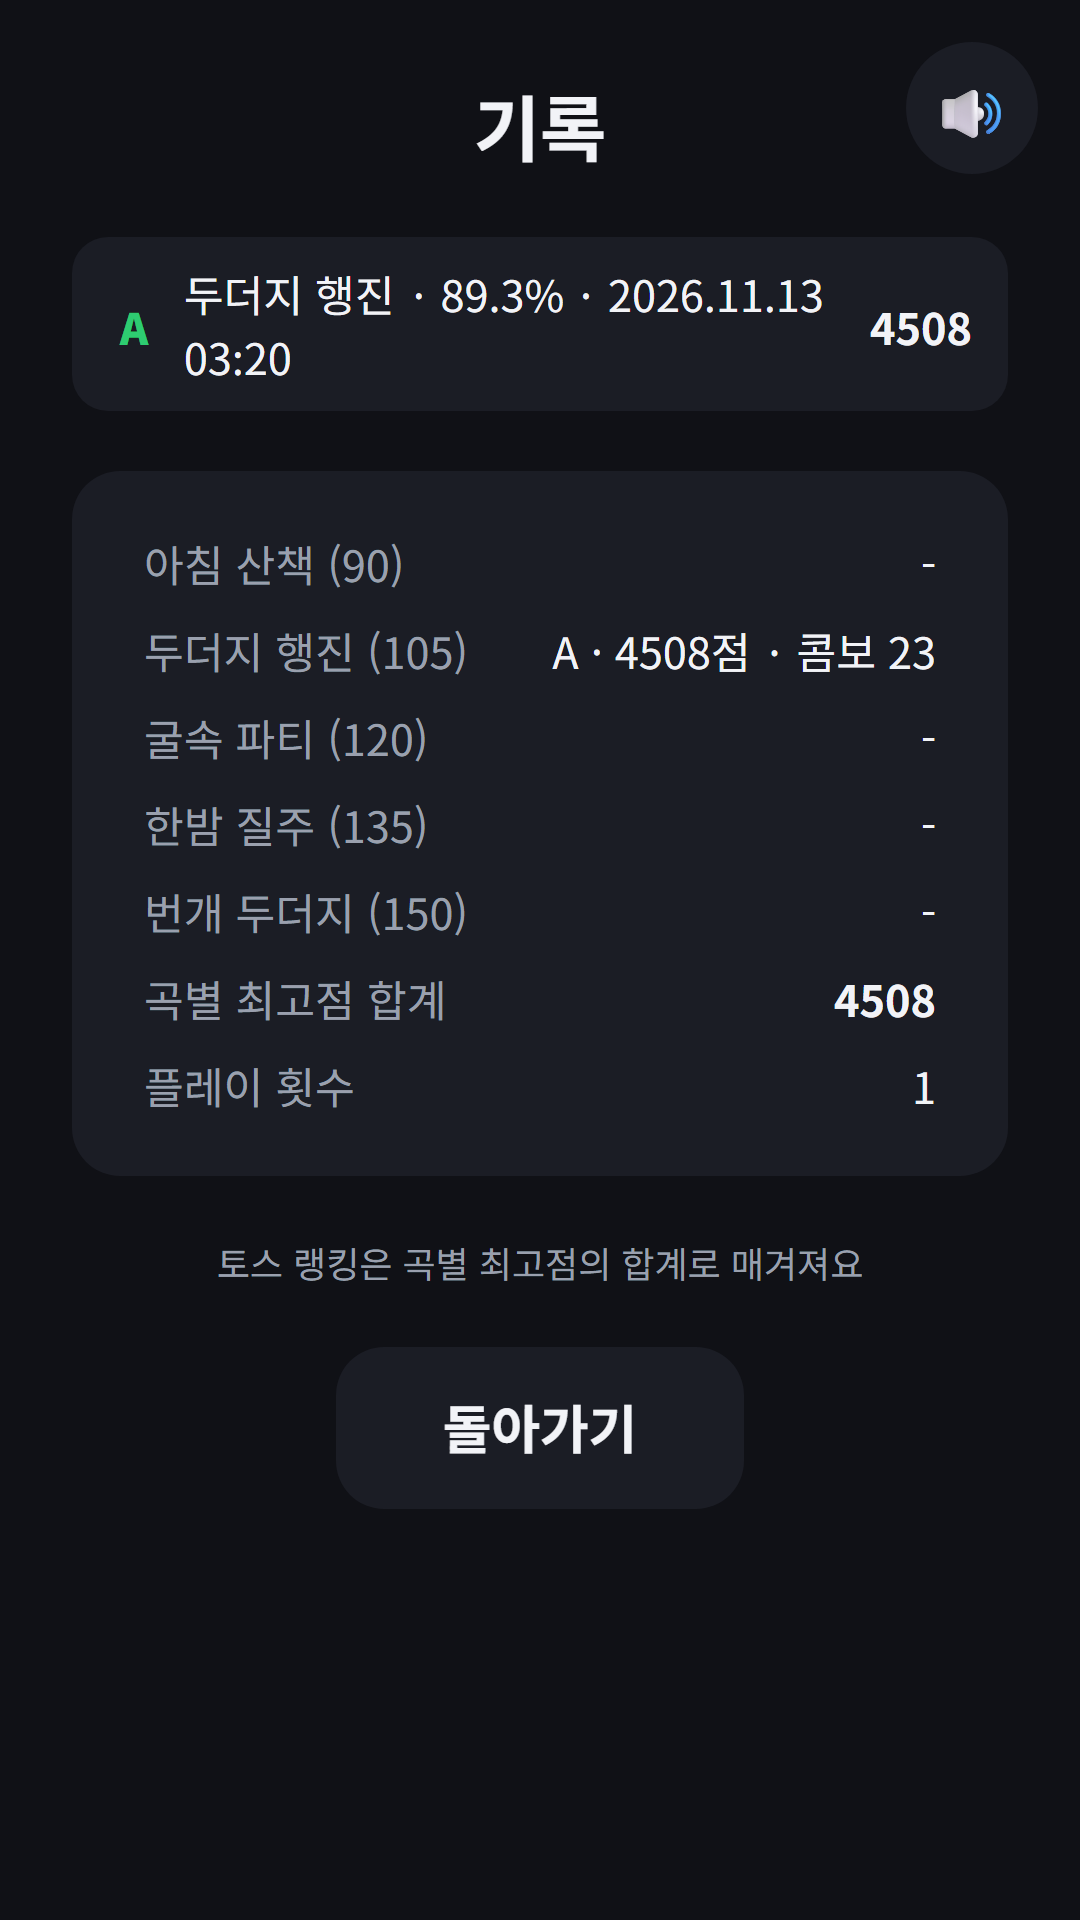 기록
A 두더지 행진 · 89.3% · 2026.11.13 03:20 4508
아침 산책 (90) -
두더지 행진 (105) A · 4508점 · 콤보 23
굴속 파티 (120) -
한밤 질주 (135) -
번개 두더지 (150) -
곡별 최고점 합계 4508
플레이 횟수 1
토스 랭킹은 곡별 최고점의 합계로 매겨져요
돌아가기